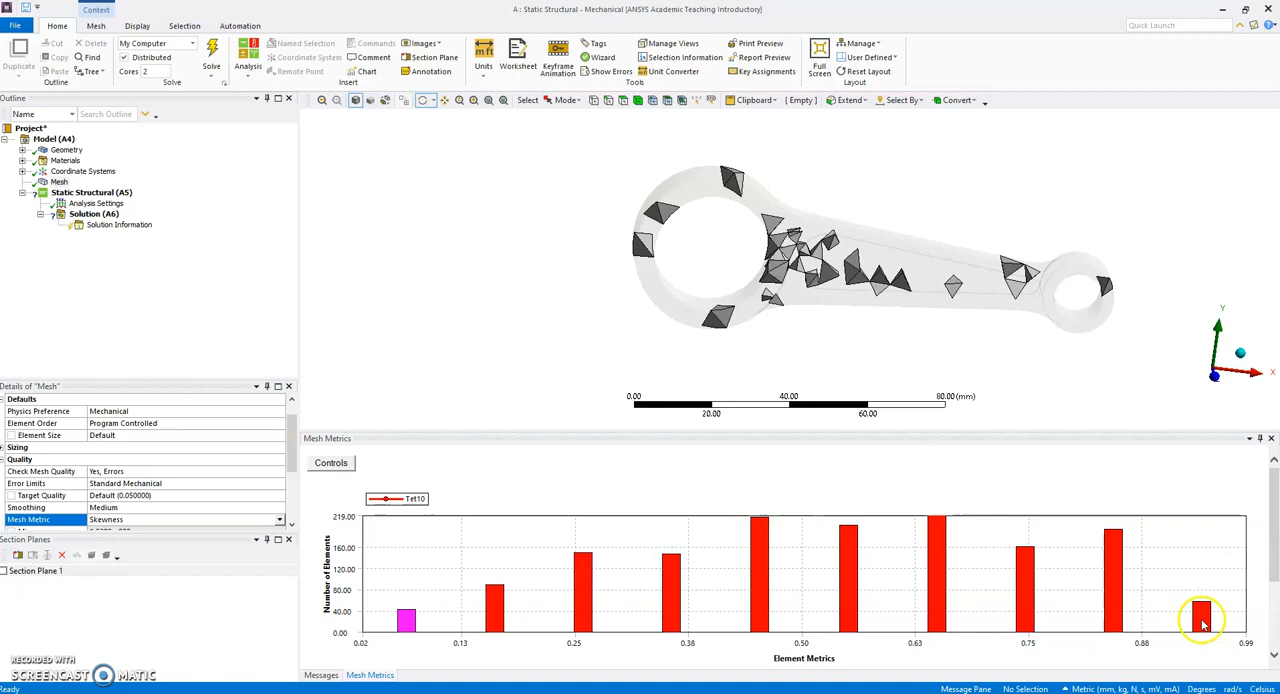 Context
A : Static Structural - Mechanical [ANSYS Academic Teaching Introductory]
File Home Mesh Display Selection Automation Quick Launch
Cut Delete My Computer Named Selection Commands Images Tags Manage Views Print Preview Manage
Copy Find Distributed Coordinate System Comment Section Plane Wizard Selection Information Report Preview User Defined
Duplicate Paste Tree Cores 2 Solve Analysis Remote Point Chart Annotation Units Worksheet Keyframe Animation Show Errors Unit Converter Key Assignments Full Screen Reset Layout
Outline Solve Insert Tools Layout
Outline
Name Search Outline
Select Mode Clipboard [ Empty ] Extend Select By Convert
Project*
Model (A4)
Geometry
Materials
Coordinate Systems
Mesh
Static Structural (A5)
Analysis Settings
Solution (A6)
Solution Information
Y
X
0.00 40.00 80.00 (mm)
20.00 60.00
Details of "Mesh"
Defaults
Physics Preference Mechanical
Element Order Program Controlled
Element Size Default
Sizing
Quality
Check Mesh Quality Yes, Errors
Error Limits Standard Mechanical
Target Quality Default (0.050000)
Smoothing Medium
Mesh Metric Skewness
Section Planes
Section Plane 1
Mesh Metrics
Controls
Tet10
219.00
160.00
120.00
80.00
40.00
0.00
Number of Elements
0.02 0.13 0.25 0.38 0.50 0.63 0.75 0.88 0.99
Element Metrics
Messages Mesh Metrics
RECORDED WITH
SCREENCAST MATIC
Ready Message Pane No Selection Metric (mm, kg, N, s, mV, mA) Degrees rad/s Celsius